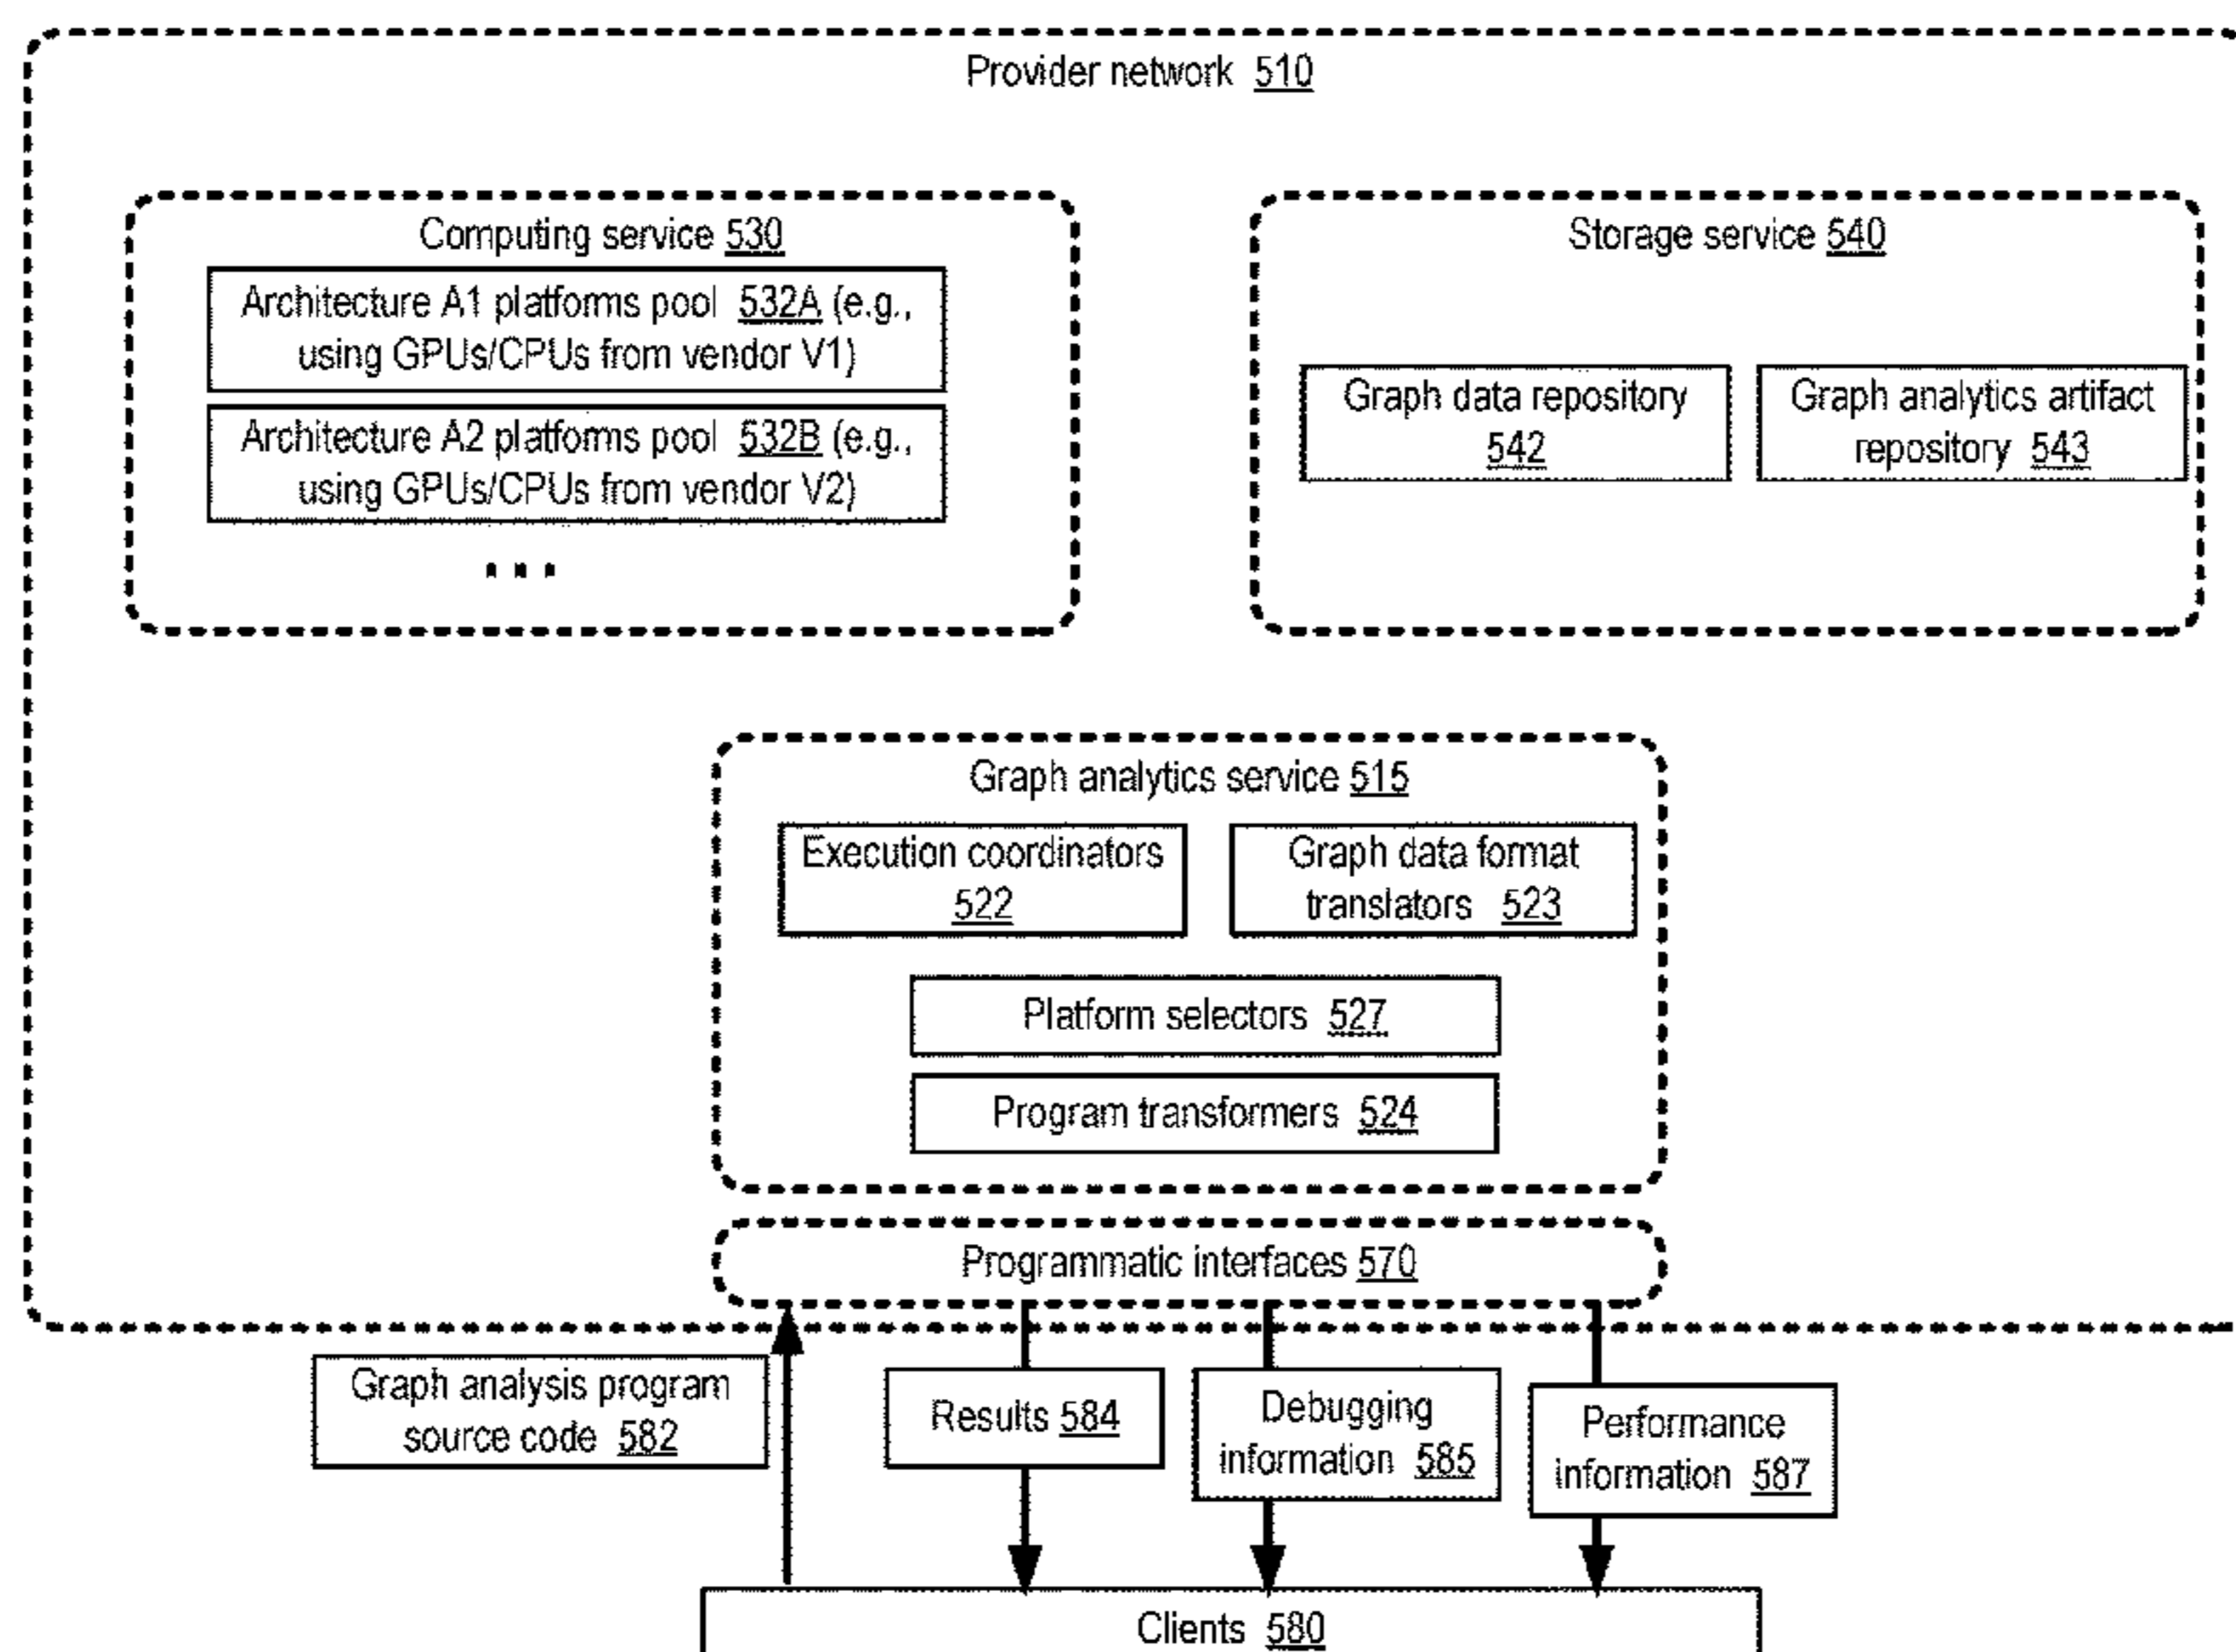 Provider network 510
Computing service 530
Architecture A1 platforms pool 532A (e.g.,
using GPUs/CPUs from vendor V1)
Architecture A2 platforms pool 532B (e.g.,
using GPUs/CPUs from vendor V2)
...
Storage service 540
Graph data repository
542
Graph analytics artifact
repository 543
Graph analytics service 515
Execution coordinators
522
Graph data format
translators 523
Platform selectors 527
Program transformers 524
Programmatic interfaces 570
Graph analysis program
source code 582
Results 584
Debugging
information 585
Performance
information 587
Clients 580